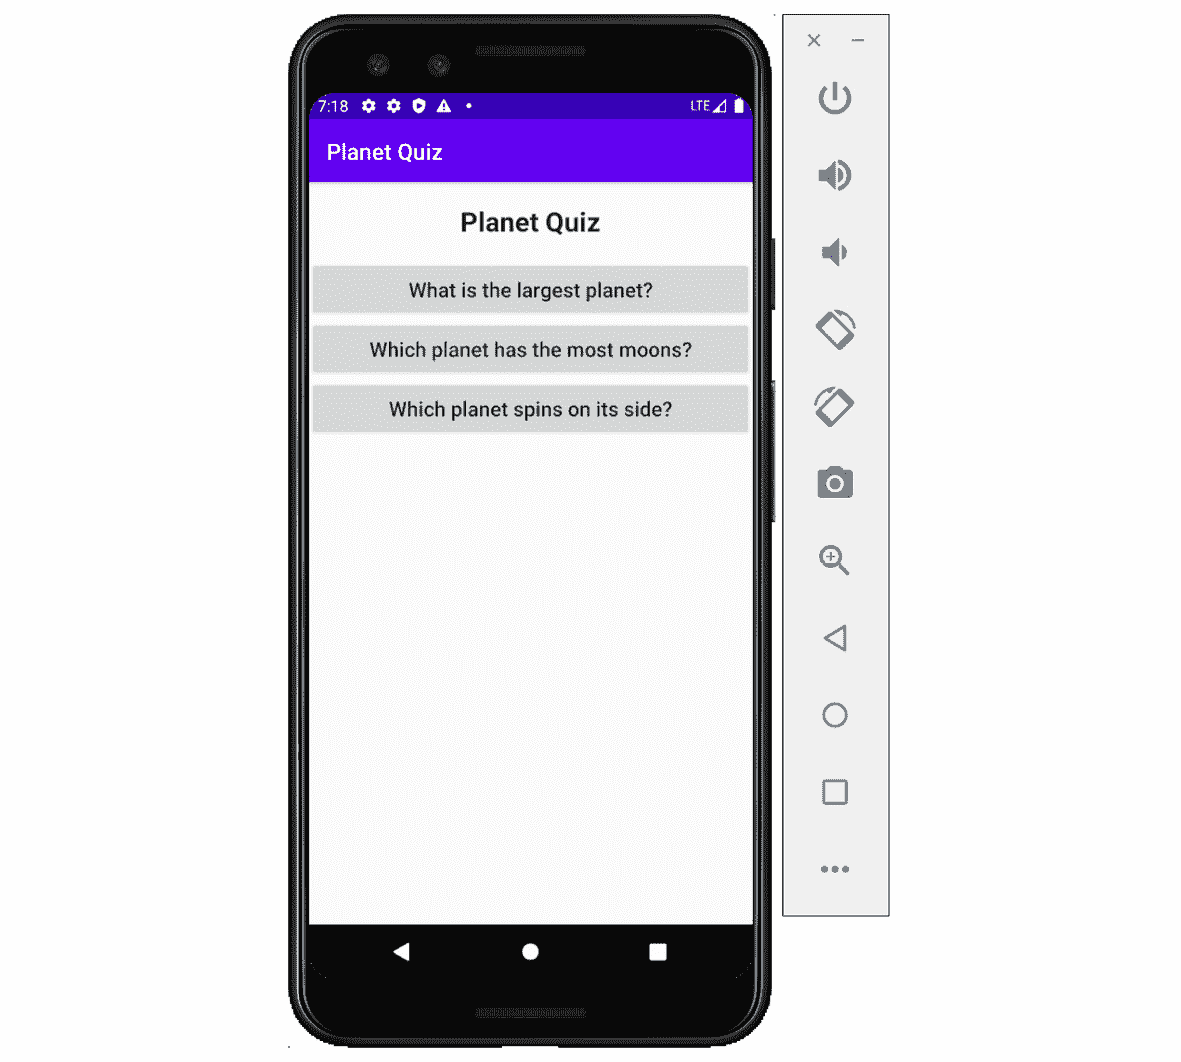 7:18 LTE
Planet Quiz
Planet Quiz
What is the largest planet?
Which planet has the most moons?
Which planet spins on its side?